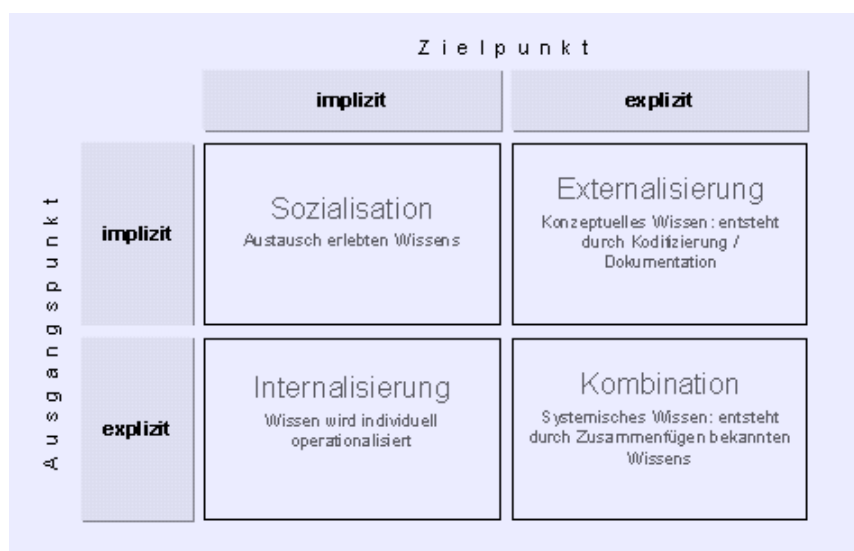 Zielpunkt
implizit
explizit
Ausgangspunkt
implizit
Sozialisation
Austausch erlebten Wissens
Externalisierung
Konzeptuelles Wissen: entsteht
durch Kodifizierung /
Dokumentation
explizit
Internalisierung
Wissen wird individuell
operationalisiert
Kombination
Systemisches Wissen: entsteht
durch Zusammenfügen bekannten
Wissens